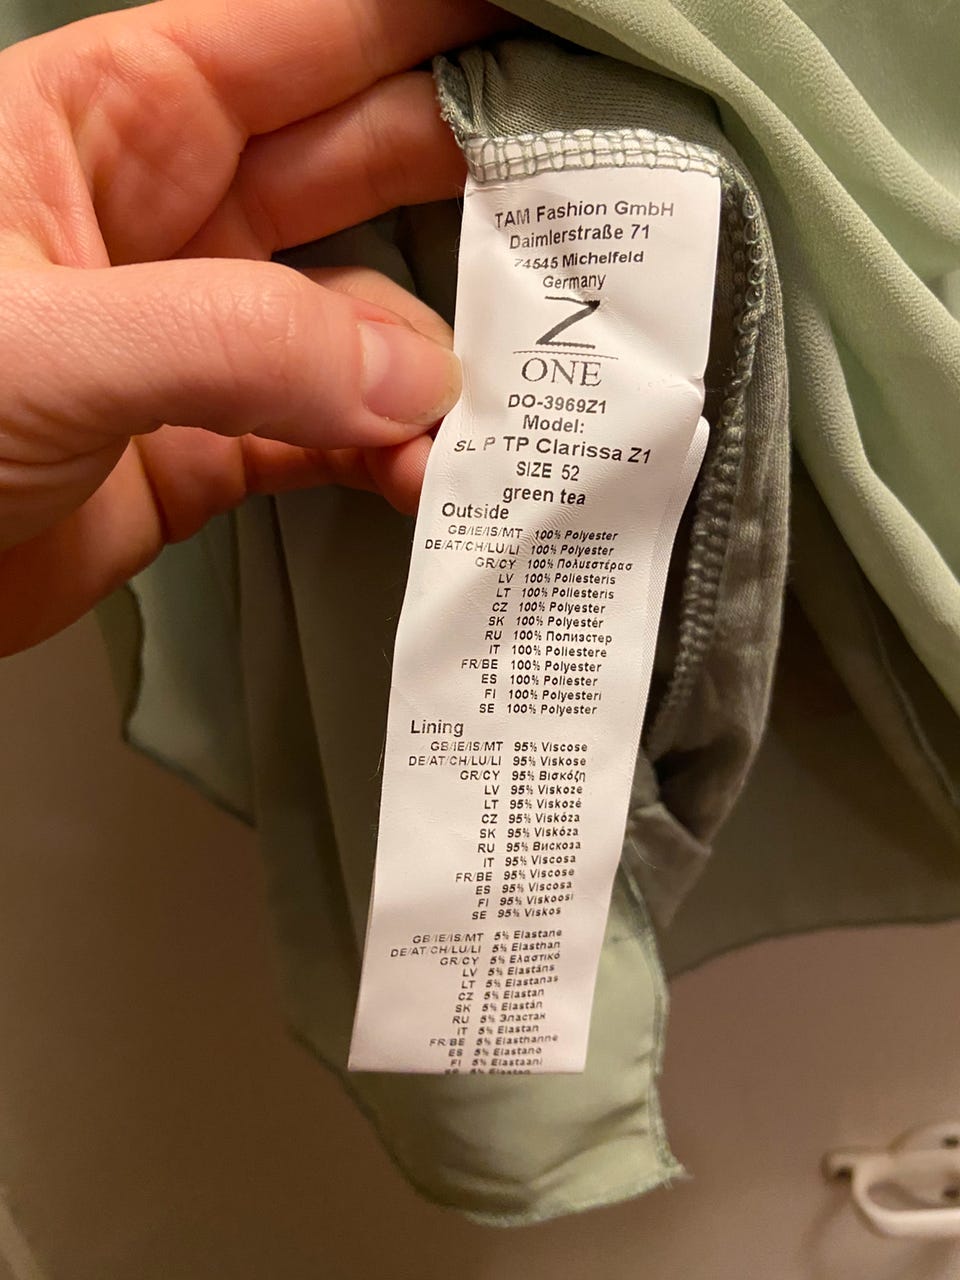 TAM Fashion GmbH
Daimlerstraße 71
74545 Michelfeld
Germany
Z
ONE
DO-3969Z1
Model:
SL P TP Clarissa Z1
SIZE 52
green tea
Outside
GB/IE/IS/MT 100% Polyester
DE/AT/CH/LU/LI 100% Polyester
GR/CY 100% Πολυεστέρασ
LV 100% Poliesteris
LT 100% Poliesteris
CZ 100% Polyester
SK 100% Polyestér
RU 100% Полиэстер
IT 100% Poliestere
FR/BE 100% Polyester
ES 100% Poliester
FI 100% Polyesteri
SE 100% Polyester
Lining
GB/IE/IS/MT 95% Viscose
DE/AT/CH/LU/LI 95% Viskose
GR/CY 95% Βισκόζη
LV 95% Viskoze
LT 95% Viskozé
CZ 95% Viskóza
SK 95% Viskóza
RU 95% Вискоза
IT 95% Viscosa
FR/BE 95% Viscose
ES 95% Viscosa
FI 95% Viskoosi
SE 95% Viskos
GB/IE/IS/MT 5% Elastane
DE/AT/CH/LU/LI 5% Elasthan
GR/CY 5% Ελαστικό
LV 5% Elastāns
LT 5% Elastanas
CZ 5% Elastan
SK 5% Elastán
RU 5% Эластан
IT 5% Elastan
FR/BE 5% Elasthanne
ES 5% Elastano
FI 5% Elastaani
SE 5% Elastan